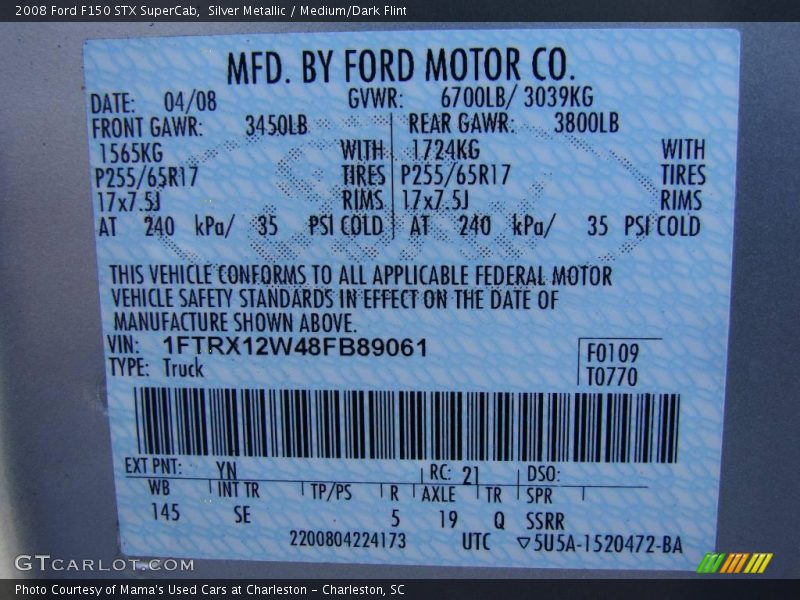 2008 Ford F150 STX SuperCab, Silver Metallic / Medium/Dark Flint
MFD. BY FORD MOTOR CO.
DATE: 04/08 GVWR: 6700LB/ 3039KG
FRONT GAWR: 3450LB REAR GAWR: 3800LB
1565KG WITH 1724KG WITH
P255/65R17 TIRES P255/65R17 TIRES
17x7.5J RIMS 17x7.5J RIMS
AT 240 kPa/ 35 PSI COLD AT 240 kPa/ 35 PSI COLD
THIS VEHICLE CONFORMS TO ALL APPLICABLE FEDERAL MOTOR
VEHICLE SAFETY STANDARDS IN EFFECT ON THE DATE OF
MANUFACTURE SHOWN ABOVE.
VIN: 1FTRX12W48FB89061
F0109
TYPE: Truck
T0770
EXT PNT: YN RC: 21 DSO:
WB INT TR TP/PS R AXLE TR SPR
145 SE 5 19 Q SSRR
2200804224173 UTC ▽5U5A-1520472-BA
GTCARLOT.COM
Photo Courtesy of Mama's Used Cars at Charleston - Charleston, SC